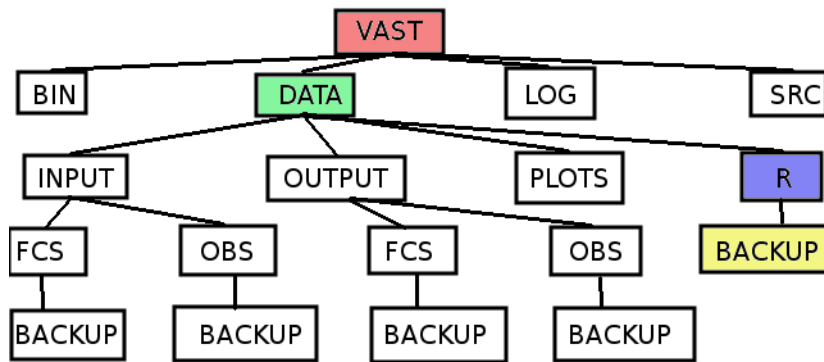 VAST
BIN DATA LOG SRC
INPUT OUTPUT PLOTS R
FCS OBS FCS OBS BACKUP
BACKUP BACKUP BACKUP BACKUP